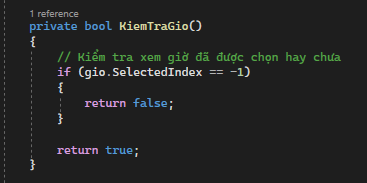 1 reference
private bool KiemTraGio()
{
// Kiểm tra xem giờ đã được chọn hay chưa
if (gio.SelectedIndex == -1)
{
return false;
}
return true;
}